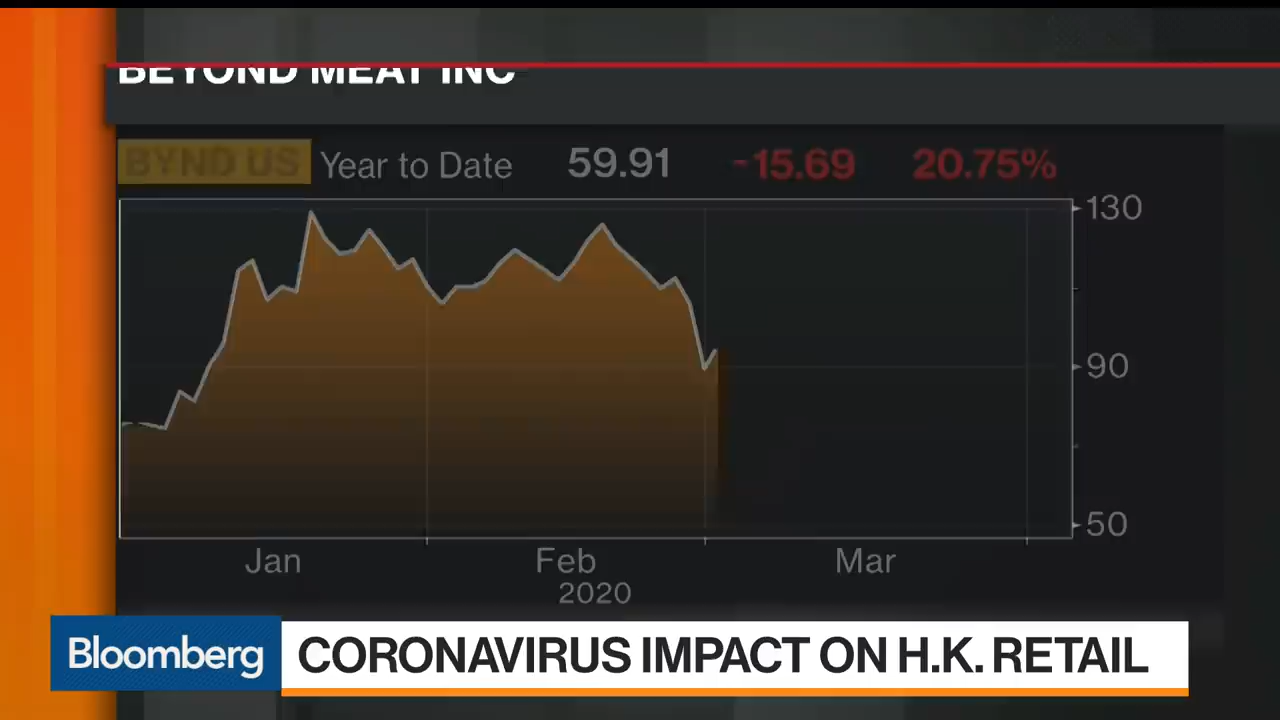 BEYOND MEAT INC
BYND US Year to Date 59.91 -15.69 20.75%
130
90
50
Jan Feb Mar
2020
Bloomberg CORONAVIRUS IMPACT ON H.K. RETAIL